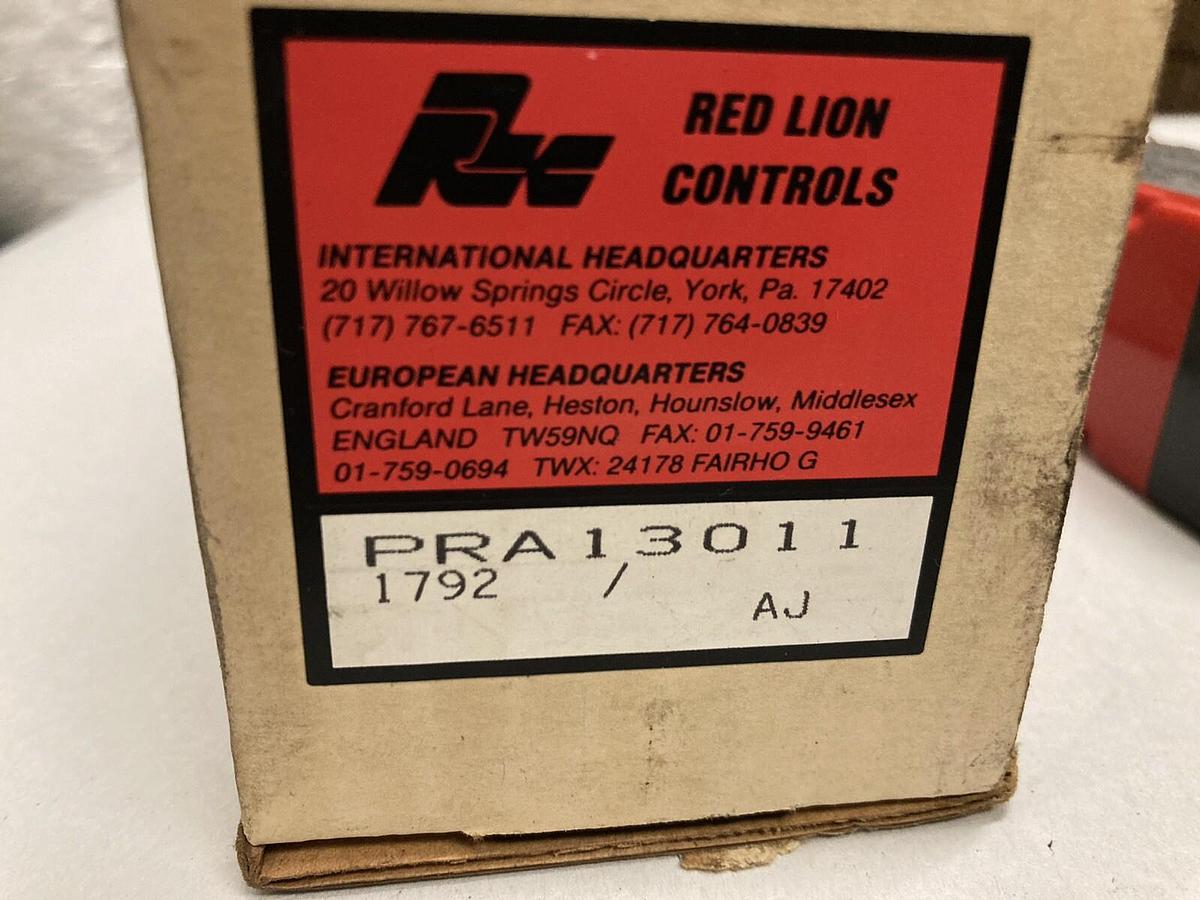 RLC
RED LION
CONTROLS
INTERNATIONAL HEADQUARTERS
20 Willow Springs Circle, York, Pa. 17402
(717) 767-6511 FAX: (717) 764-0839
EUROPEAN HEADQUARTERS
Cranford Lane, Heston, Hounslow, Middlesex
ENGLAND TW59NQ FAX: 01-759-9461
01-759-0694 TWX: 24178 FAIRHO G
PRA13011
1792 /
AJ